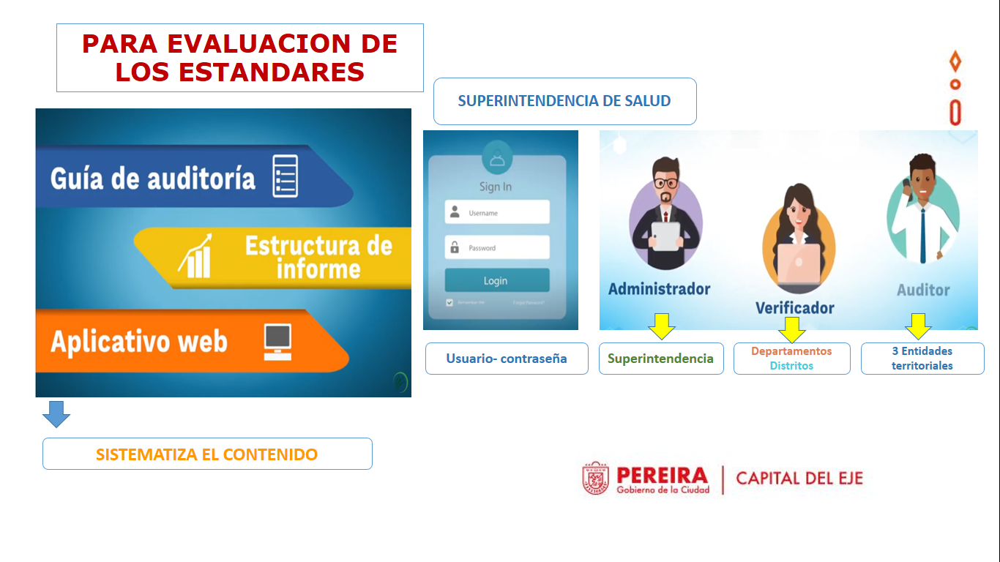 PARA EVALUACION DE
LOS ESTANDARES
SUPERINTENDENCIA DE SALUD
Guía de auditoría
Estructura de
informe
Aplicativo web
Sign In
Username
Password
Login
Remember me
Forgot Password?
Administrador
Verificador
Auditor
Usuario- contraseña
Superintendencia
Departamentos
Distritos
3 Entidades
territoriales
SISTEMATIZA EL CONTENIDO
PEREIRA
Gobierno de la Ciudad
CAPITAL DEL EJE